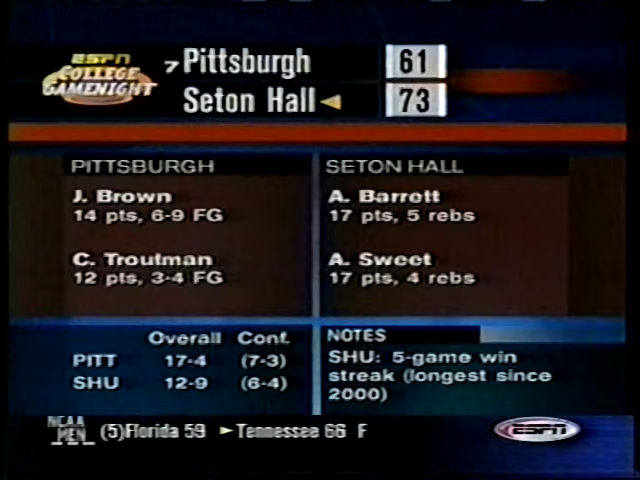 ESPN
COLLEGE
GAMENIGHT
7 Pittsburgh 61
Seton Hall 73
PITTSBURGH
J. Brown
14 pts, 6-9 FG
C. Troutman
12 pts, 3-4 FG
SETON HALL
A. Barrett
17 pts, 5 rebs
A. Sweet
17 pts, 4 rebs
Overall Conf.
PITT 17-4 (7-3)
SHU 12-9 (6-4)
NOTES
SHU: 5-game win
streak (longest since
2000)
NCAA
MEN
(5)Florida 59 Tennessee 66 F
ESPN